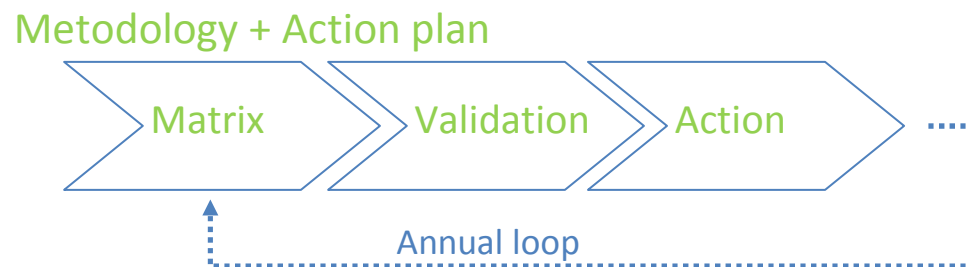 Metodology + Action plan
Matrix
Validation
Action
Annual loop